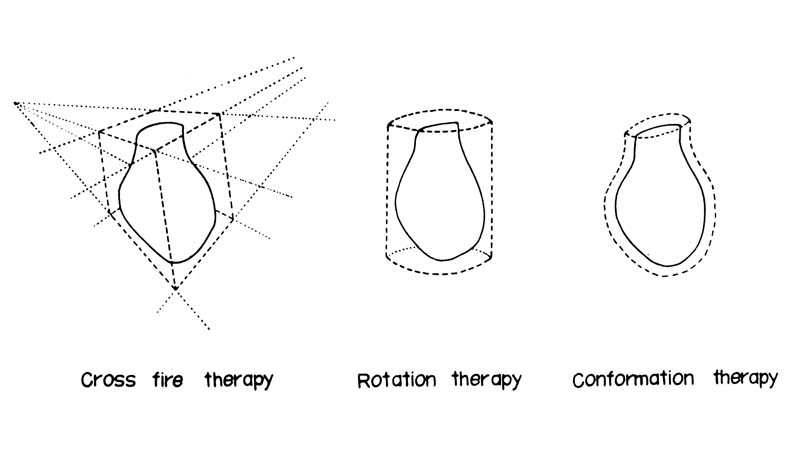 Cross fire therapy
Rotation therapy
Conformation therapy